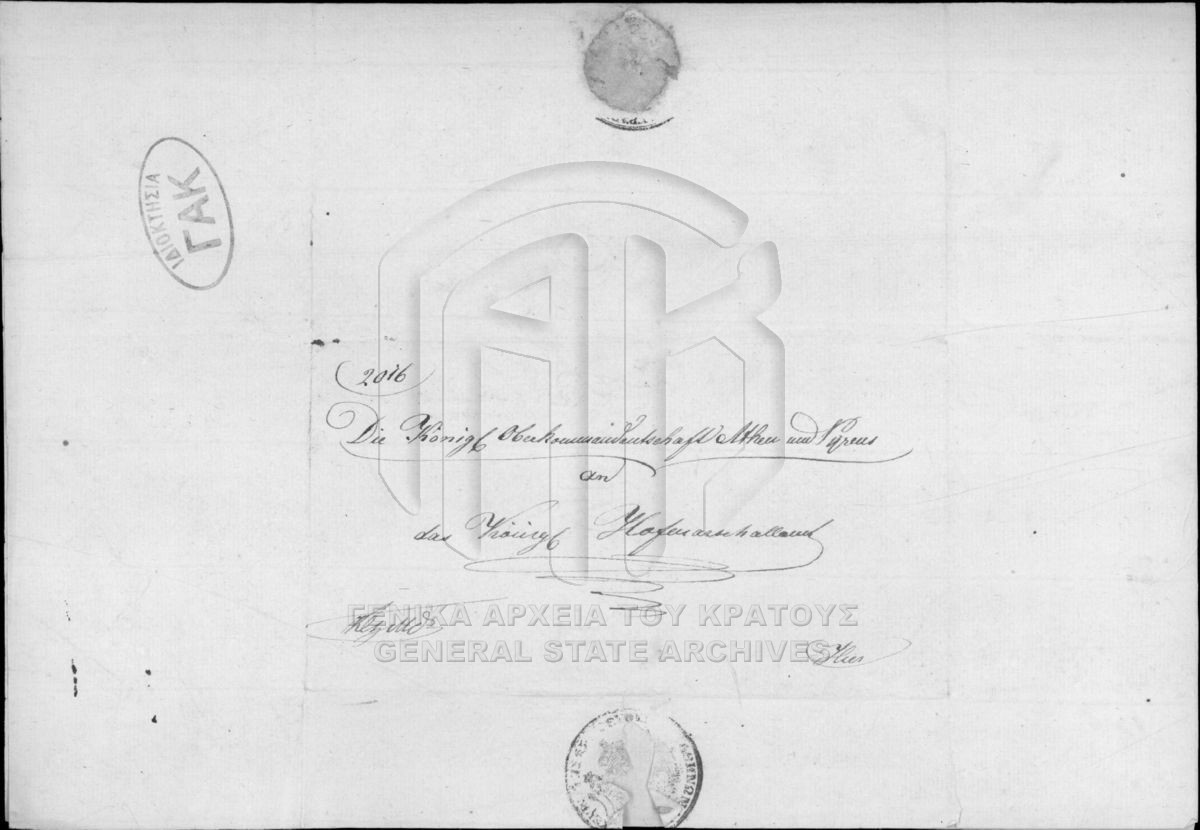 ΙΔΙΟΚΤΗΣΙΑ
ΓΑΚ
2016
Die Königl Oberkommandantschaft Athen und Pyreus
an
das Königl Hofmarschallamt
ΓΕΝΙΚΑ ΑΡΧΕΙΑ ΤΟΥ ΚΡΑΤΟΥΣ
GENERAL STATE ARCHIVES
Hier
ΑΘΗΝΩΝ